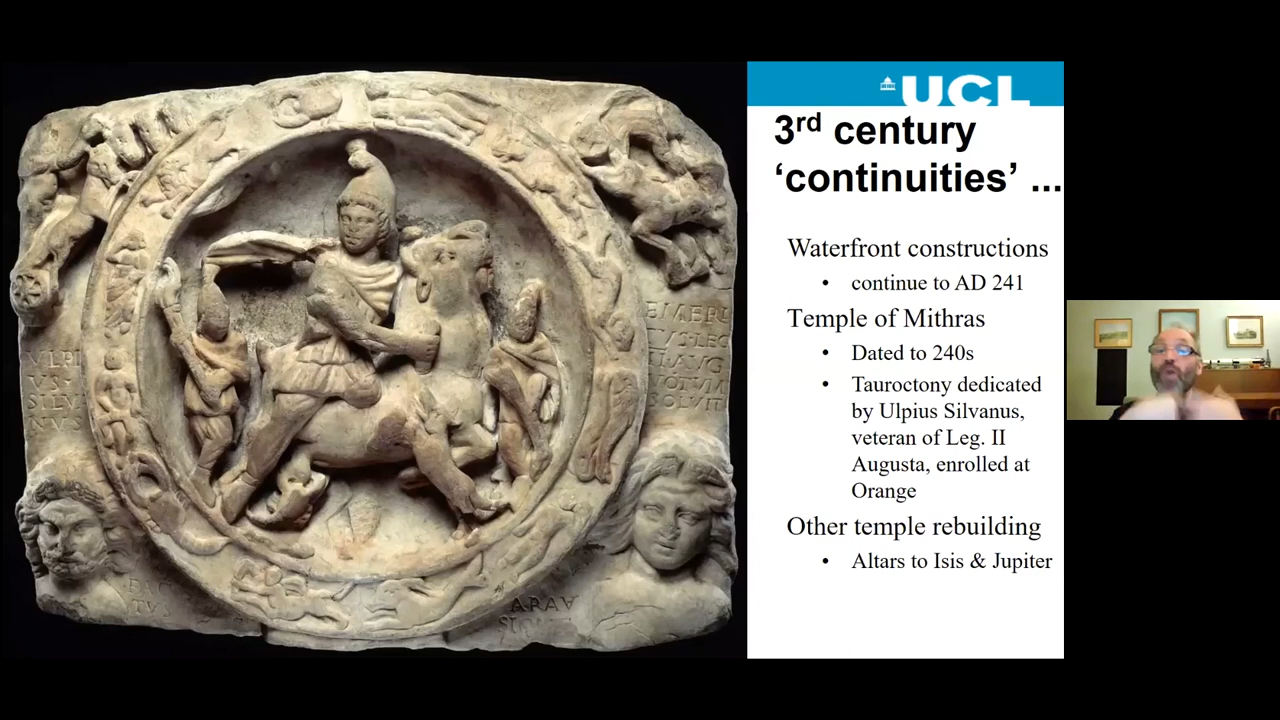 UCL
3rd century
‘continuities’ ...
Waterfront constructions
• continue to AD 241
Temple of Mithras
• Dated to 240s
• Tauroctony dedicated
by Ulpius Silvanus,
veteran of Leg. II
Augusta, enrolled at
Orange
Other temple rebuilding
• Altars to Isis & Jupiter
VLPI
VS
SILVA
NVS
EMERI
TVS LEG
II AVG
VOTVM
SOLVIT
FAC
TVS
ARAV